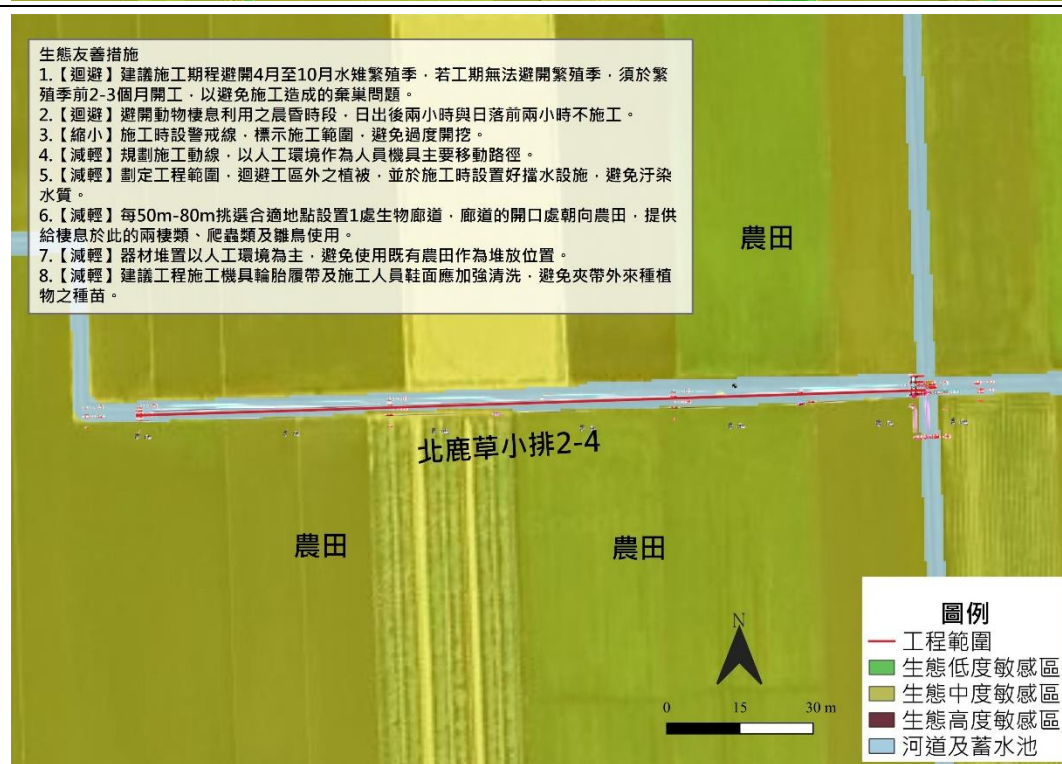 生態友善措施
1.【迴避】建議施工期程避開4月至10月水雉繁殖季，若工期無法避開繁殖季，須於繁
殖季前2-3個月開工，以避免施工造成的棄巢問題。
2.【迴避】避開動物棲息利用之晨昏時段，日出後兩小時與日落前兩小時不施工。
3.【縮小】施工時設警戒線，標示施工範圍，避免過度開挖。
4.【減輕】規劃施工動線，以人工環境作為人員機具主要移動路徑。
5.【減輕】劃定工程範圍，迴避工區外之植被，並於施工時設置好擋水設施，避免汙染
水質。
6.【減輕】每50m-80m挑選合適地點設置1處生物廊道，廊道的開口處朝向農田，提供
給棲息於此的兩棲類、爬蟲類及雛鳥使用。
7.【減輕】器材堆置以人工環境為主，避免使用既有農田作為堆放位置。
8.【減輕】建議工程施工機具輪胎履帶及施工人員鞋面應加強清洗，避免夾帶外來種植
物之種苗。
農田
北鹿草小排2-4
農田
農田
N
0 15 30 m
圖例
工程範圍
生態低度敏感區
生態中度敏感區
生態高度敏感區
河道及蓄水池